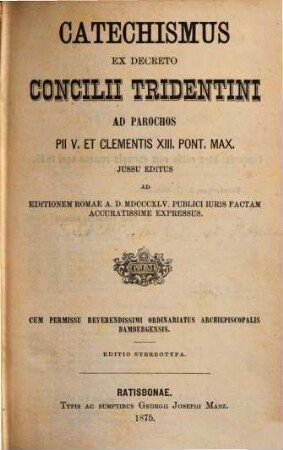 CATECHISMUS
EX DECRETO
CONCILII TRIDENTINI
AD PAROCHOS
PII V. ET CLEMENTIS XIII. PONT. MAX.
JUSSU EDITUS
AD
EDITIONEM ROMAE A. D. MDCCCXLV. PUBLICI IURIS FACTAM
ACCURATISSIME EXPRESSUS.
CUM PERMISSU REVERENDISSIMI ORDINARIATUS ARCHIEPISCOPALIS
BAMBERGENSIS.
EDITIO STEREOTYPA.
RATISBONAE.
TYPIS AC SUMPTIBUS GEORGII JOSEPHI MANZ.
1875.